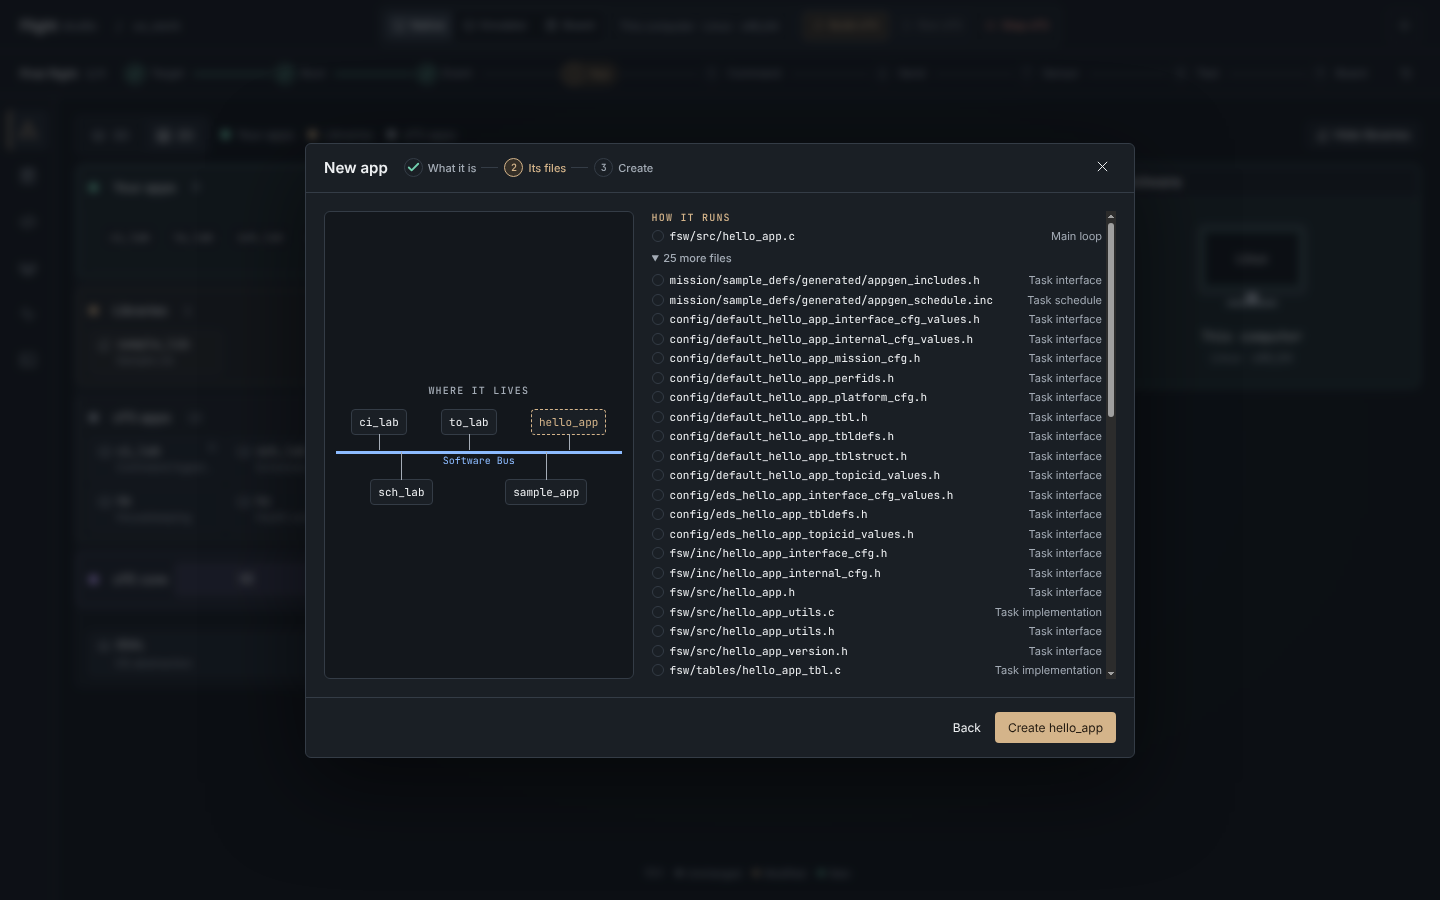 New app
What it is
2
Its files
3
Create
WHERE IT LIVES
ci_lab
to_lab
hello_app
Software Bus
sch_lab
sample_app
HOW IT RUNS
fsw/src/hello_app.c Main loop
25 more files
mission/sample_defs/generated/appgen_includes.h Task interface
mission/sample_defs/generated/appgen_schedule.inc Task schedule
config/default_hello_app_interface_cfg_values.h Task interface
config/default_hello_app_internal_cfg_values.h Task interface
config/default_hello_app_mission_cfg.h Task interface
config/default_hello_app_perfids.h Task interface
config/default_hello_app_platform_cfg.h Task interface
config/default_hello_app_tbl.h Task interface
config/default_hello_app_tbldefs.h Task interface
config/default_hello_app_tblstruct.h Task interface
config/default_hello_app_topicid_values.h Task interface
config/eds_hello_app_interface_cfg_values.h Task interface
config/eds_hello_app_tbldefs.h Task interface
config/eds_hello_app_topicid_values.h Task interface
fsw/inc/hello_app_interface_cfg.h Task interface
fsw/inc/hello_app_internal_cfg.h Task interface
fsw/src/hello_app.h Task interface
fsw/src/hello_app_utils.c Task implementation
fsw/src/hello_app_utils.h Task interface
fsw/src/hello_app_version.h Task interface
fsw/tables/hello_app_tbl.c Task implementation
Back
Create hello_app